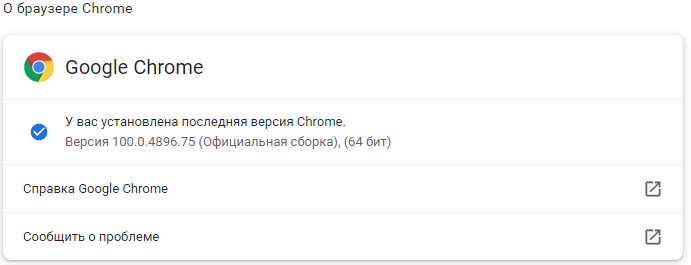 О браузере Chrome
Google Chrome
У вас установлена последняя версия Chrome.
Версия 100.0.4896.75 (Официальная сборка), (64 бит)
Справка Google Chrome
Сообщить о проблеме